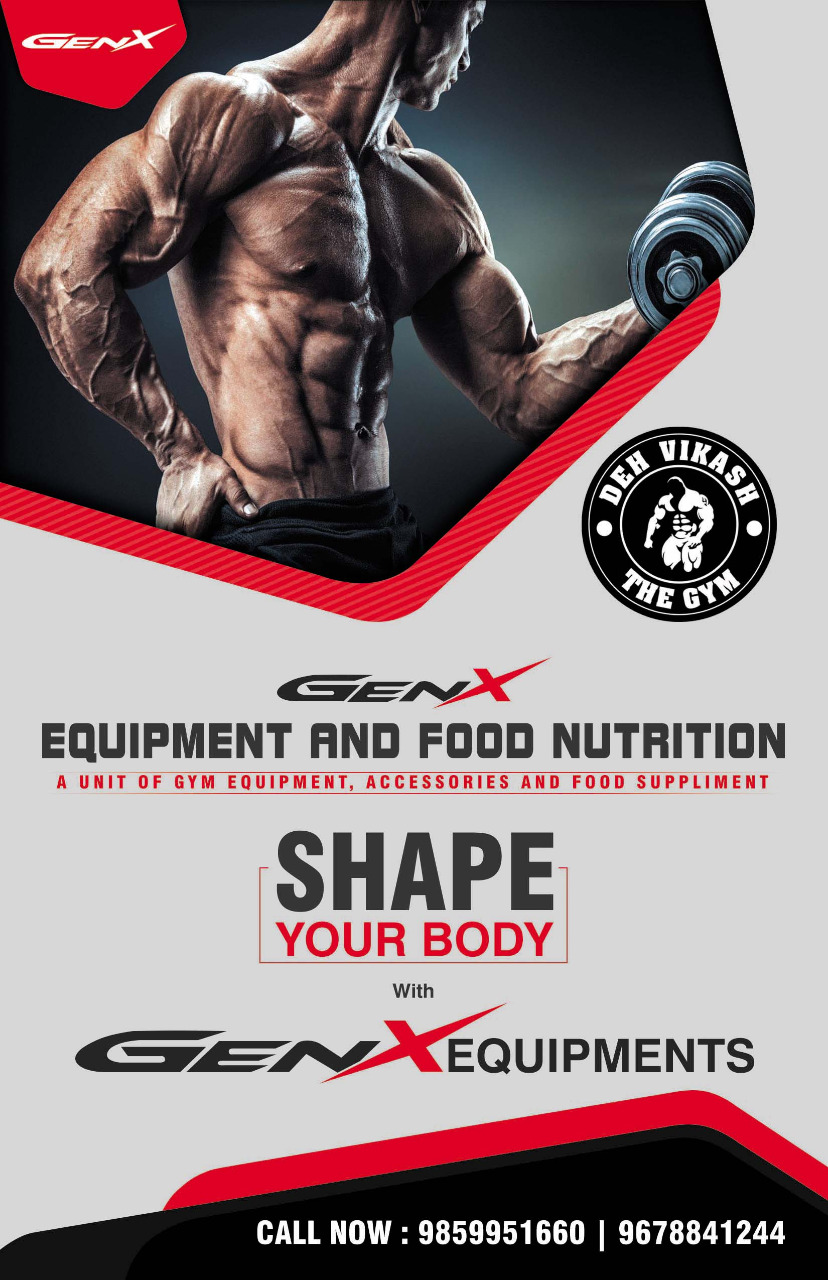 GENX
DEH VIKASH
THE GYM
GENX
EQUIPMENT AND FOOD NUTRITION
A UNIT OF GYM EQUIPMENT, ACCESSORIES AND FOOD SUPPLIMENT
SHAPE
YOUR BODY
With
GENX EQUIPMENTS
CALL NOW : 9859951660 | 9678841244